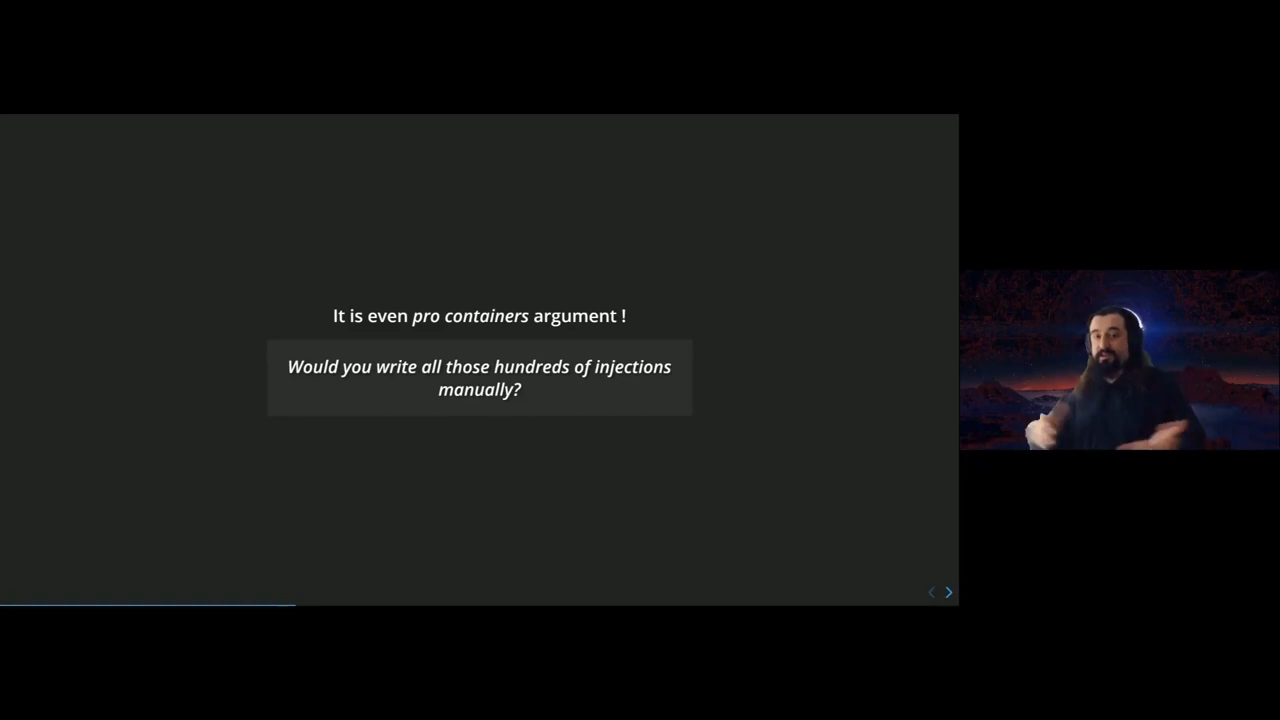 It is even pro containers argument !
Would you write all those hundreds of injections
manually?